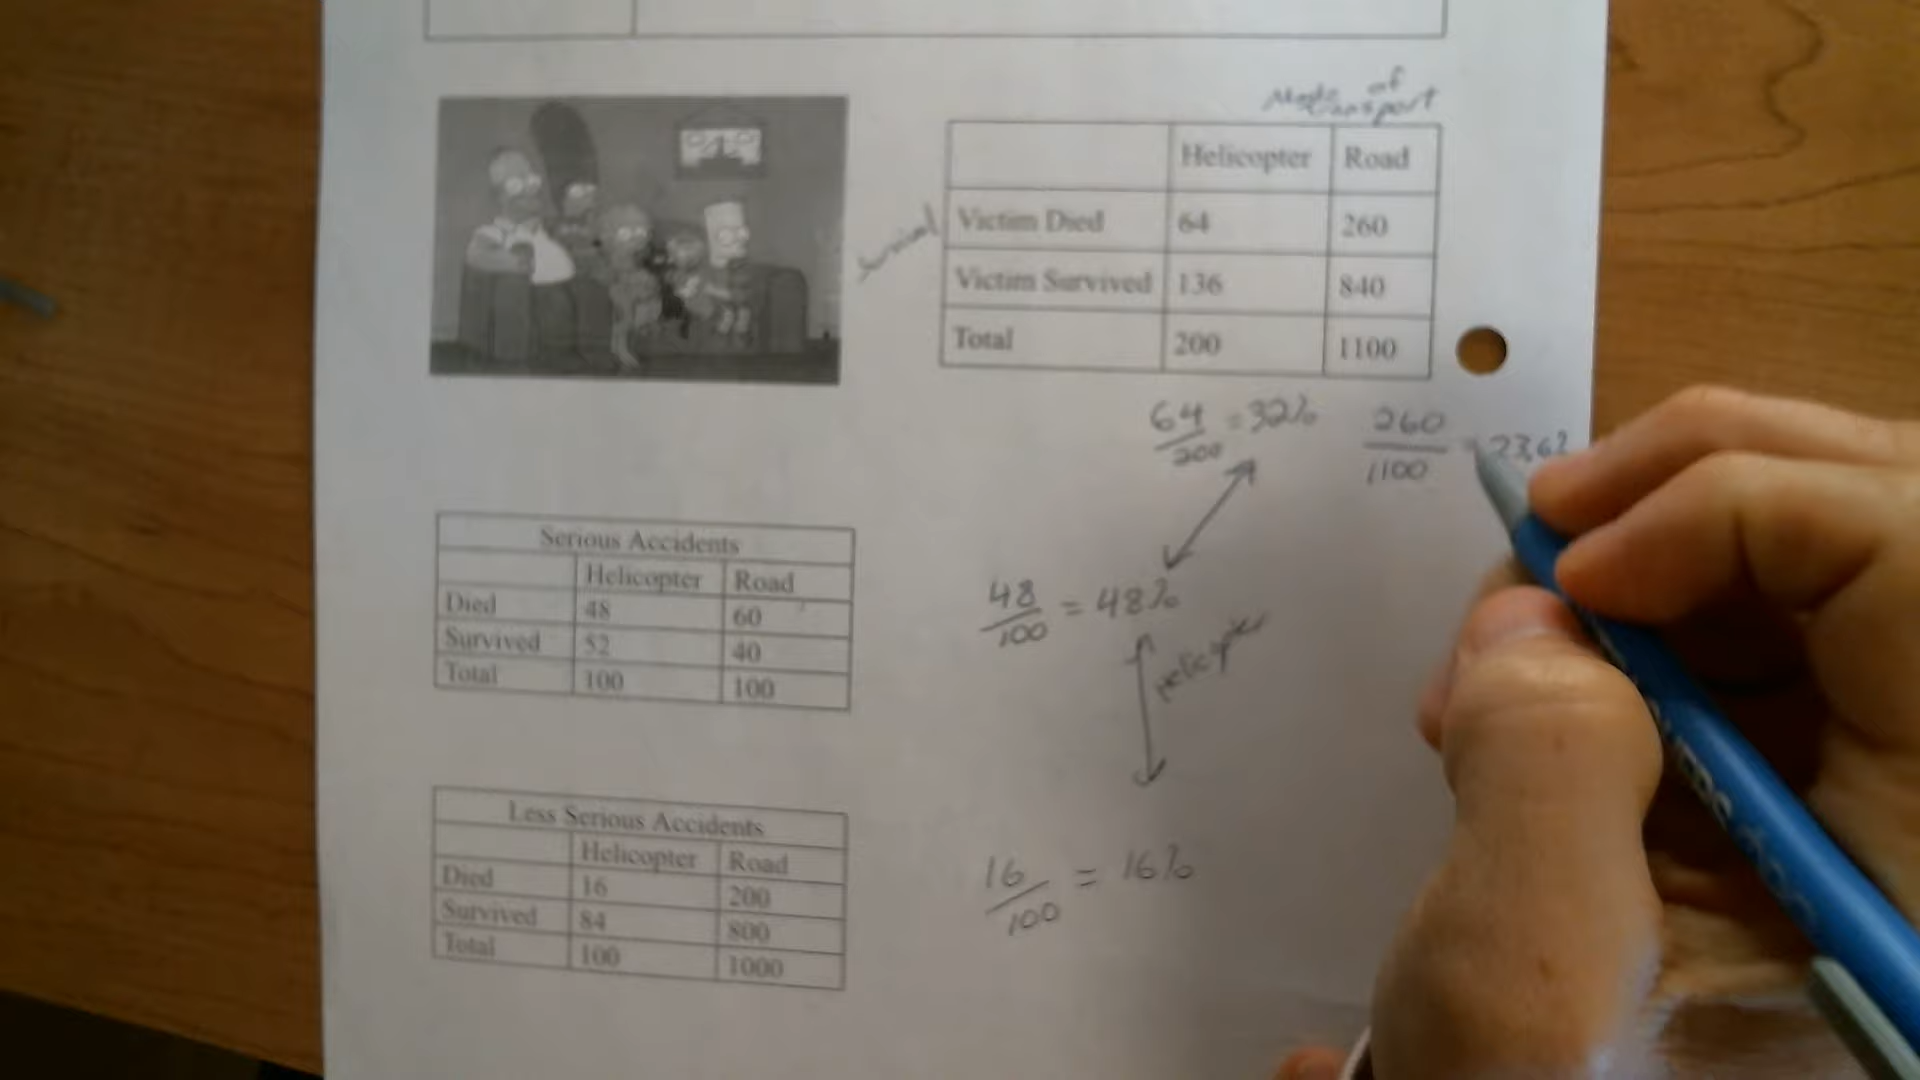 Mode of
transport
Helicopter Road
Survival
Victim Died 64 260
Victim Survived 136 840
Total 200 1100
64/200 = 32%
260/1100 = 23,6%
Serious Accidents
Helicopter Road
Died 48 60
Survived 52 40
Total 100 100
48/100 = 48%
Helicopter
Less Serious Accidents
Helicopter Road
Died 16 200
Survived 84 800
Total 100 1000
16/100 = 16%